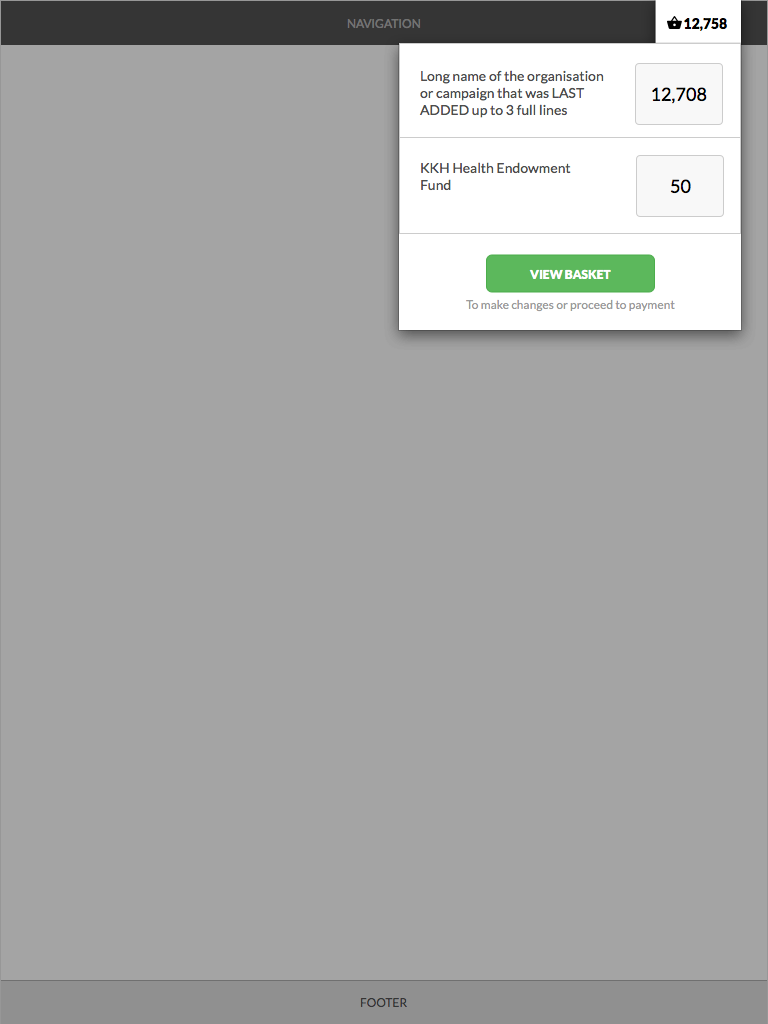 NAVIGATION
12,758
Long name of the organisation
or campaign that was LAST
ADDED up to 3 full lines
12,708
KKH Health Endowment
Fund
50
VIEW BASKET
To make changes or proceed to payment
FOOTER